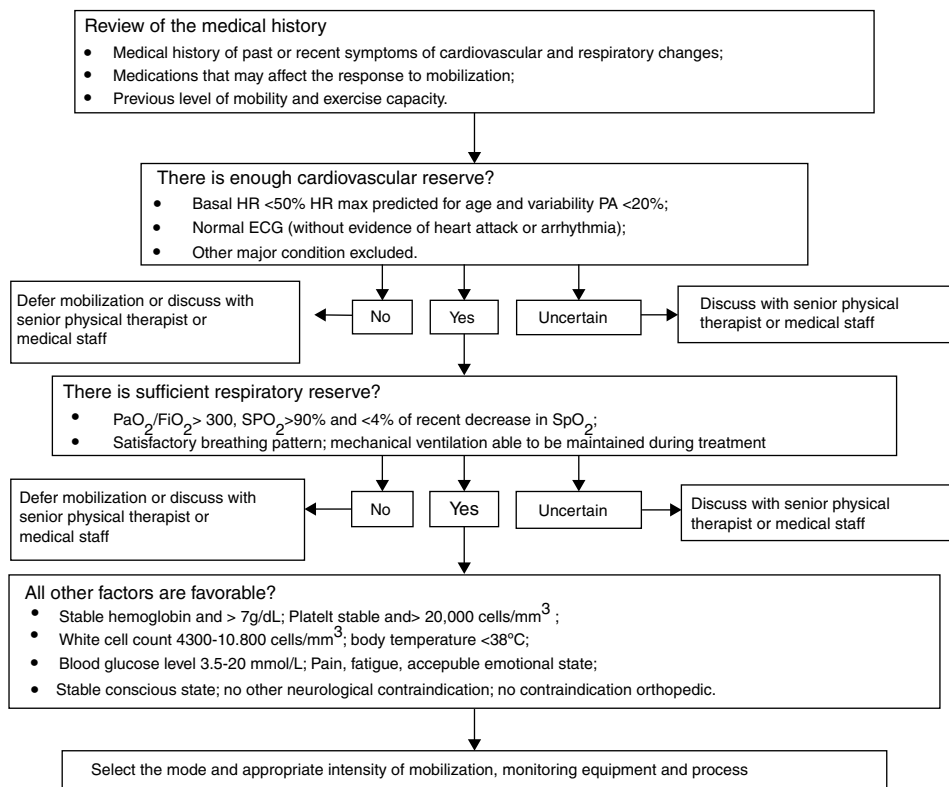 Review of the medical history
• Medical history of past or recent symptoms of cardiovascular and respiratory changes;
• Medications that may affect the response to mobilization;
• Previous level of mobility and exercise capacity.
There is enough cardiovascular reserve?
• Basal HR <50% HR max predicted for age and variability PA <20%;
• Normal ECG (without evidence of heart attack or arrhythmia);
• Other major condition excluded.
Defer mobilization or discuss with
senior physical therapist or
medical staff
No
Yes
Uncertain
Discuss with senior physical
therapist or medical staff
There is sufficient respiratory reserve?
• PaO2/FiO2> 300, SPO2>90% and <4% of recent decrease in SpO2;
• Satisfactory breathing pattern; mechanical ventilation able to be maintained during treatment
Defer mobilization or discuss with
senior physical therapist or
medical staff
No
Yes
Uncertain
Discuss with senior physical
therapist or medical staff
All other factors are favorable?
• Stable hemoglobin and > 7g/dL; Platelt stable and> 20,000 cells/mm3 ;
• White cell count 4300-10.800 cells/mm3; body temperature <38ºC;
• Blood glucose level 3.5-20 mmol/L; Pain, fatigue, accepuble emotional state;
• Stable conscious state; no other neurological contraindication; no contraindication orthopedic.
Select the mode and appropriate intensity of mobilization, monitoring equipment and process